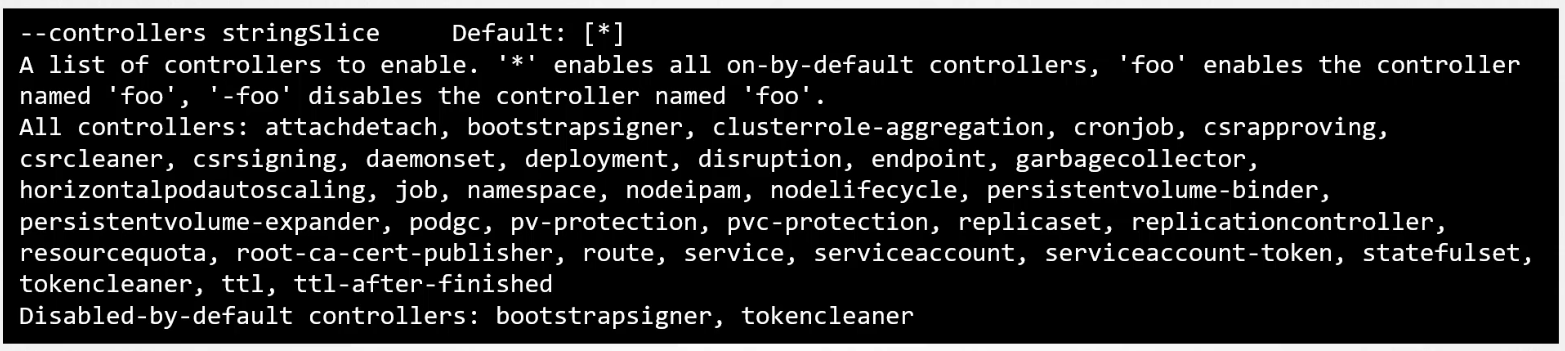 --controllers stringSlice     Default: [*]
A list of controllers to enable. '*' enables all on-by-default controllers, 'foo' enables the controller
named 'foo', '-foo' disables the controller named 'foo'.
All controllers: attachdetach, bootstrapsigner, clusterrole-aggregation, cronjob, csrapproving,
csrcleaner, csrsigning, daemonset, deployment, disruption, endpoint, garbagecollector,
horizontalpodautoscaling, job, namespace, nodeipam, nodelifecycle, persistentvolume-binder,
persistentvolume-expander, podgc, pv-protection, pvc-protection, replicaset, replicationcontroller,
resourcequota, root-ca-cert-publisher, route, service, serviceaccount, serviceaccount-token, statefulset,
tokencleaner, ttl, ttl-after-finished
Disabled-by-default controllers: bootstrapsigner, tokencleaner